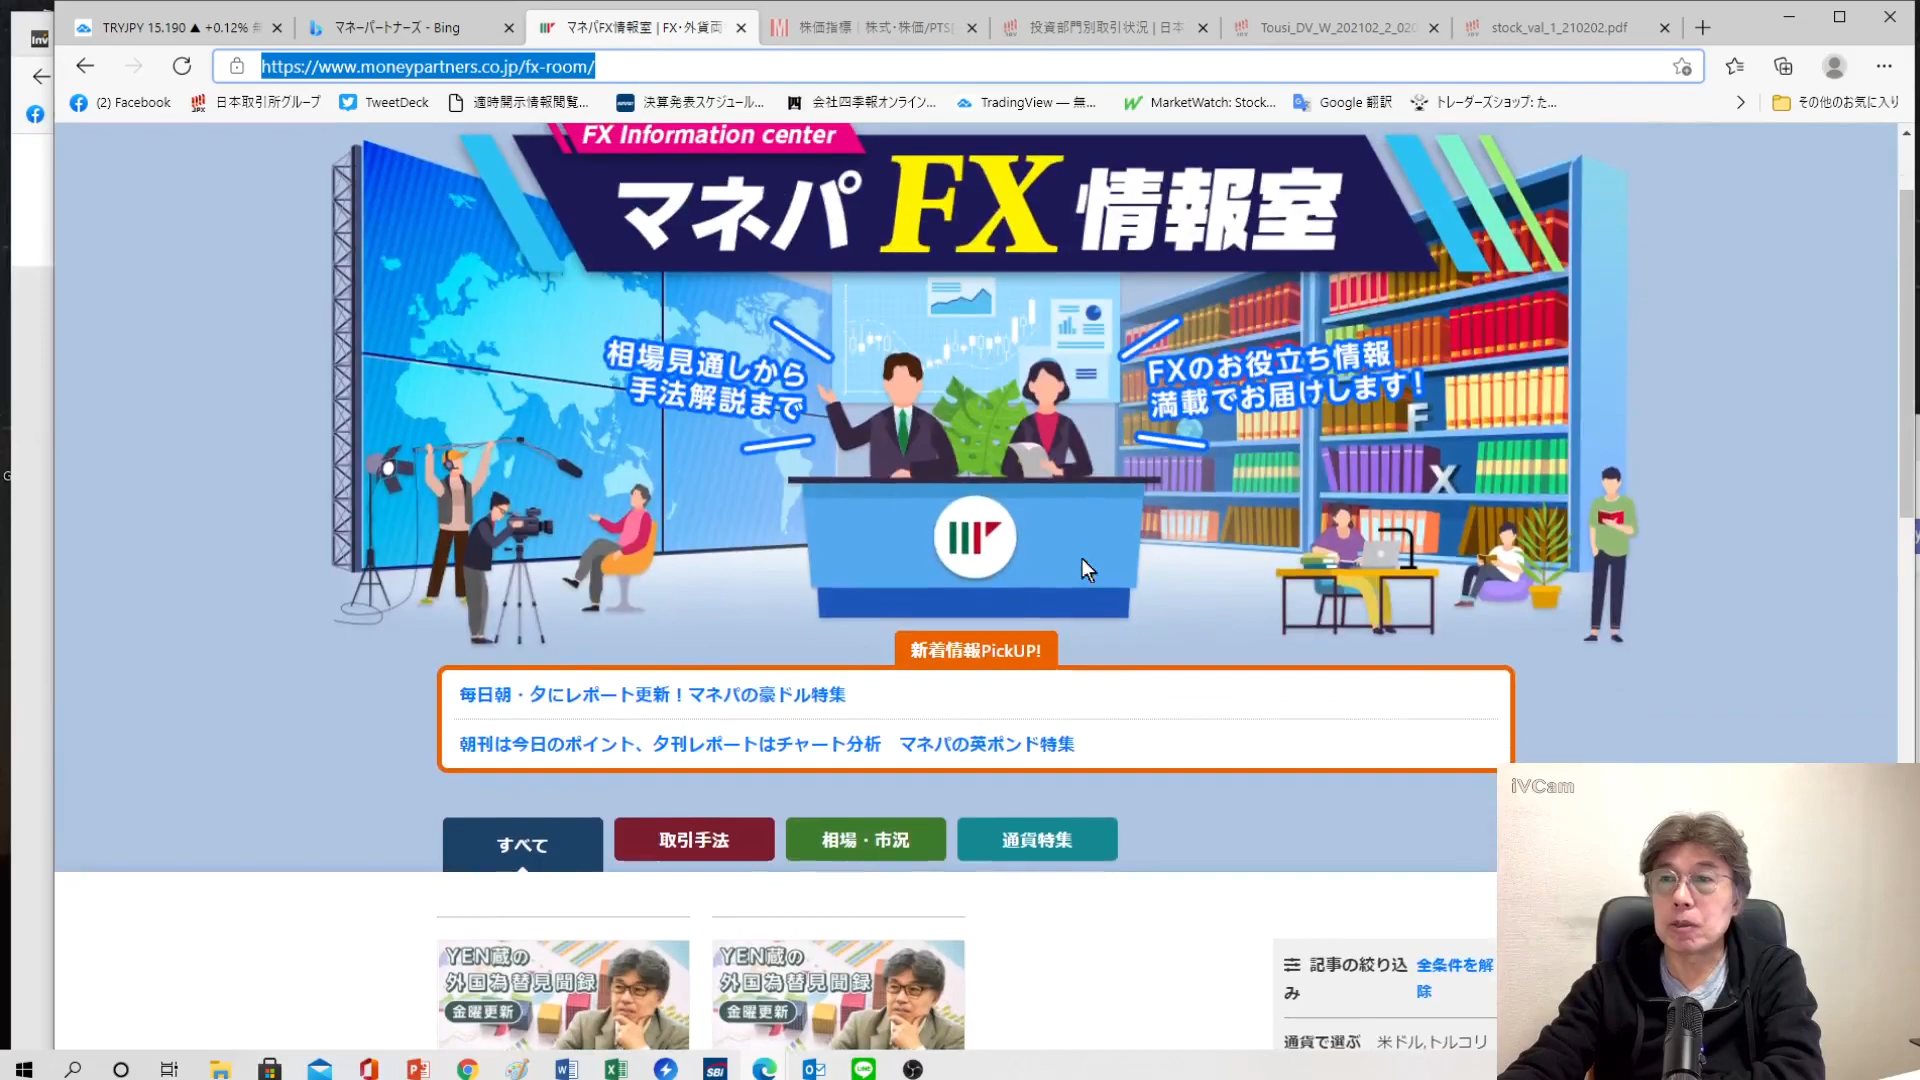 TRYJPY 15.190 ▲ +0.12%
マネーパートナーズ - Bing
マネパFX情報室 | FX・外貨両
株価指標 | 株式・株価/PTS
投資部門別取引状況 | 日本
Tousi_DV_W_202102_2_020
stock_val_1_210202.pdf
Inv
https://www.moneypartners.co.jp/fx-room/
(2) Facebook
日本取引所グループ
TweetDeck
適時開示情報閲覧...
決算発表スケジュール...
会社四季報オンライン...
TradingView — 無...
MarketWatch: Stock...
Google 翻訳
トレーダーズショップ: た...
その他のお気に入り
FX Information center
マネパ FX 情報室
相場見通しから
手法解説まで
FXのお役立ち情報
満載でお届けします!
F
X
新着情報PickUP!
毎日朝・夕にレポート更新！マネパの豪ドル特集
朝刊は今日のポイント、夕刊レポートはチャート分析 マネパの英ポンド特集
iVCam
すべて
取引手法
相場・市況
通貨特集
YEN蔵の
外国為替見聞録
金曜更新
YEN蔵の
外国為替見聞録
金曜更新
記事の絞り込み
全条件を解除
通貨で選ぶ 米ドル,トルコリ
SBI
LINE